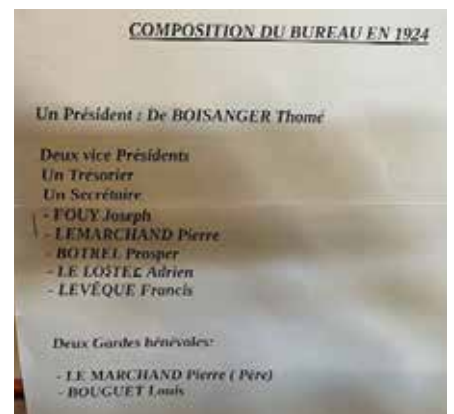 COMPOSITION DU BUREAU EN 1924
Un Président : De BOISANGER Thomé
Deux vice Présidents
Un Trésorier
Un Secrétaire
- FOUY Joseph
- LEMARCHAND Pierre
- BOTREL Prosper
- LE LOSTEC Adrien
- LEVÊQUE Francis
Deux Gardes bénévoles:
- LE MARCHAND Pierre ( Père)
- BOUGUET Louis